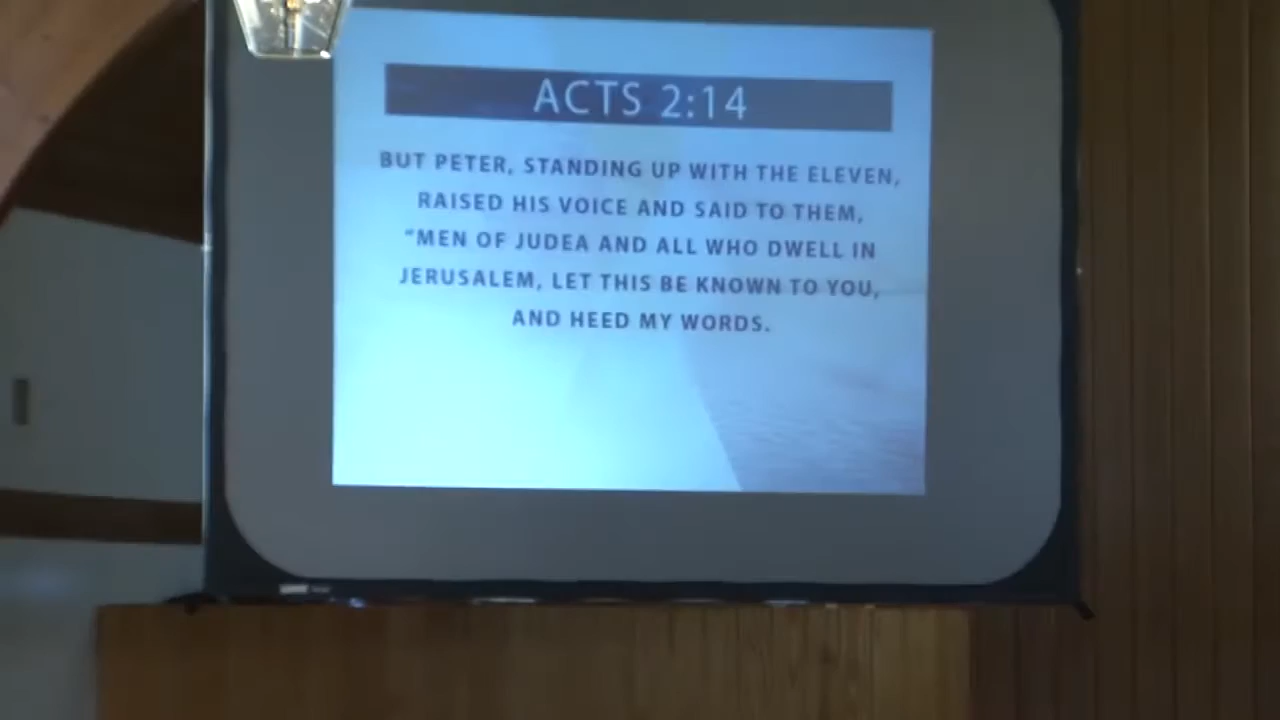 ACTS 2:14
BUT PETER, STANDING UP WITH THE ELEVEN,
RAISED HIS VOICE AND SAID TO THEM,
“MEN OF JUDEA AND ALL WHO DWELL IN
JERUSALEM, LET THIS BE KNOWN TO YOU,
AND HEED MY WORDS.